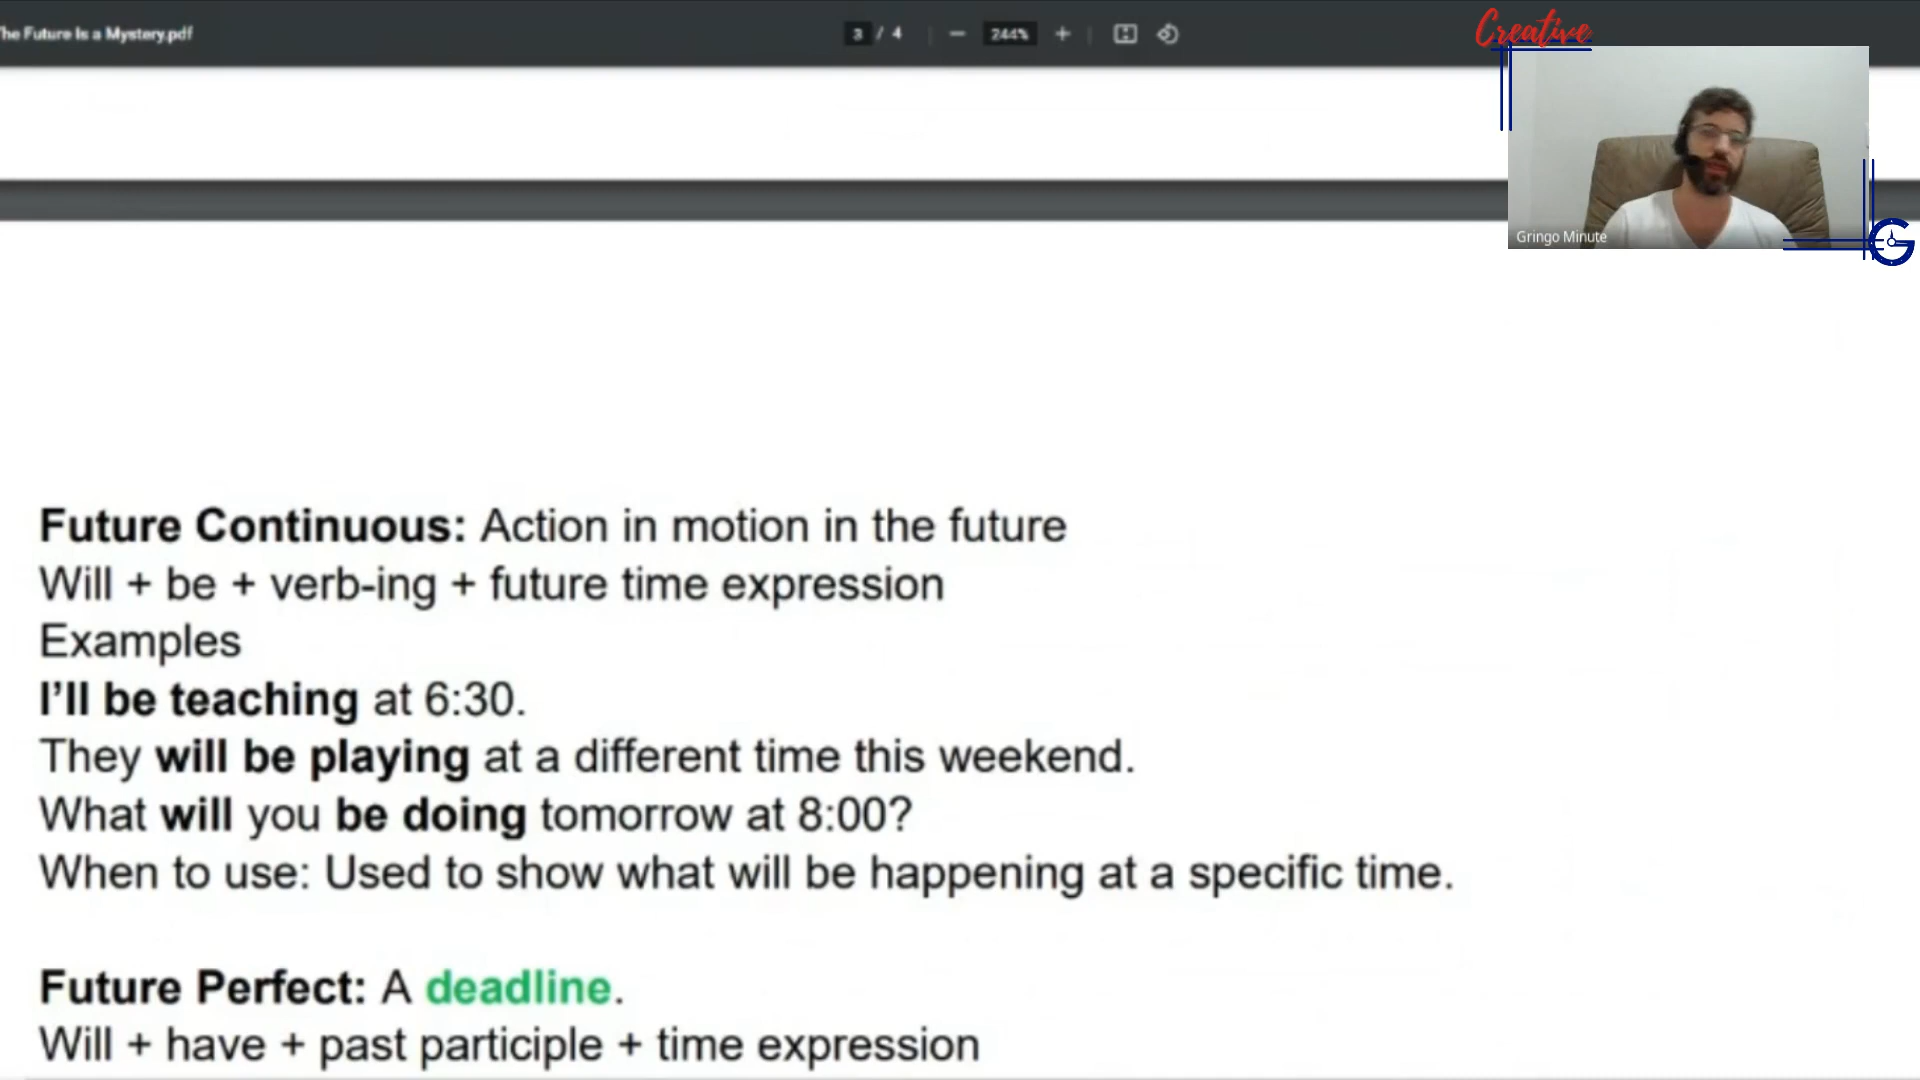 he Future Is a Mystery.pdf
3 / 4
244%
Creative
Gringo Minute
G
Future Continuous: Action in motion in the future
Will + be + verb-ing + future time expression
Examples
I’ll be teaching at 6:30.
They will be playing at a different time this weekend.
What will you be doing tomorrow at 8:00?
When to use: Used to show what will be happening at a specific time.
Future Perfect: A deadline.
Will + have + past participle + time expression